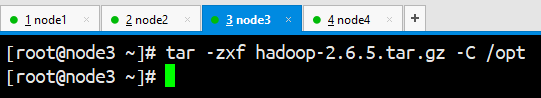 1 node1 × 2 node2 × 3 node3 × 4 node4 × +
[root@node3 ~]# tar -zxf hadoop-2.6.5.tar.gz -C /opt
[root@node3 ~]#